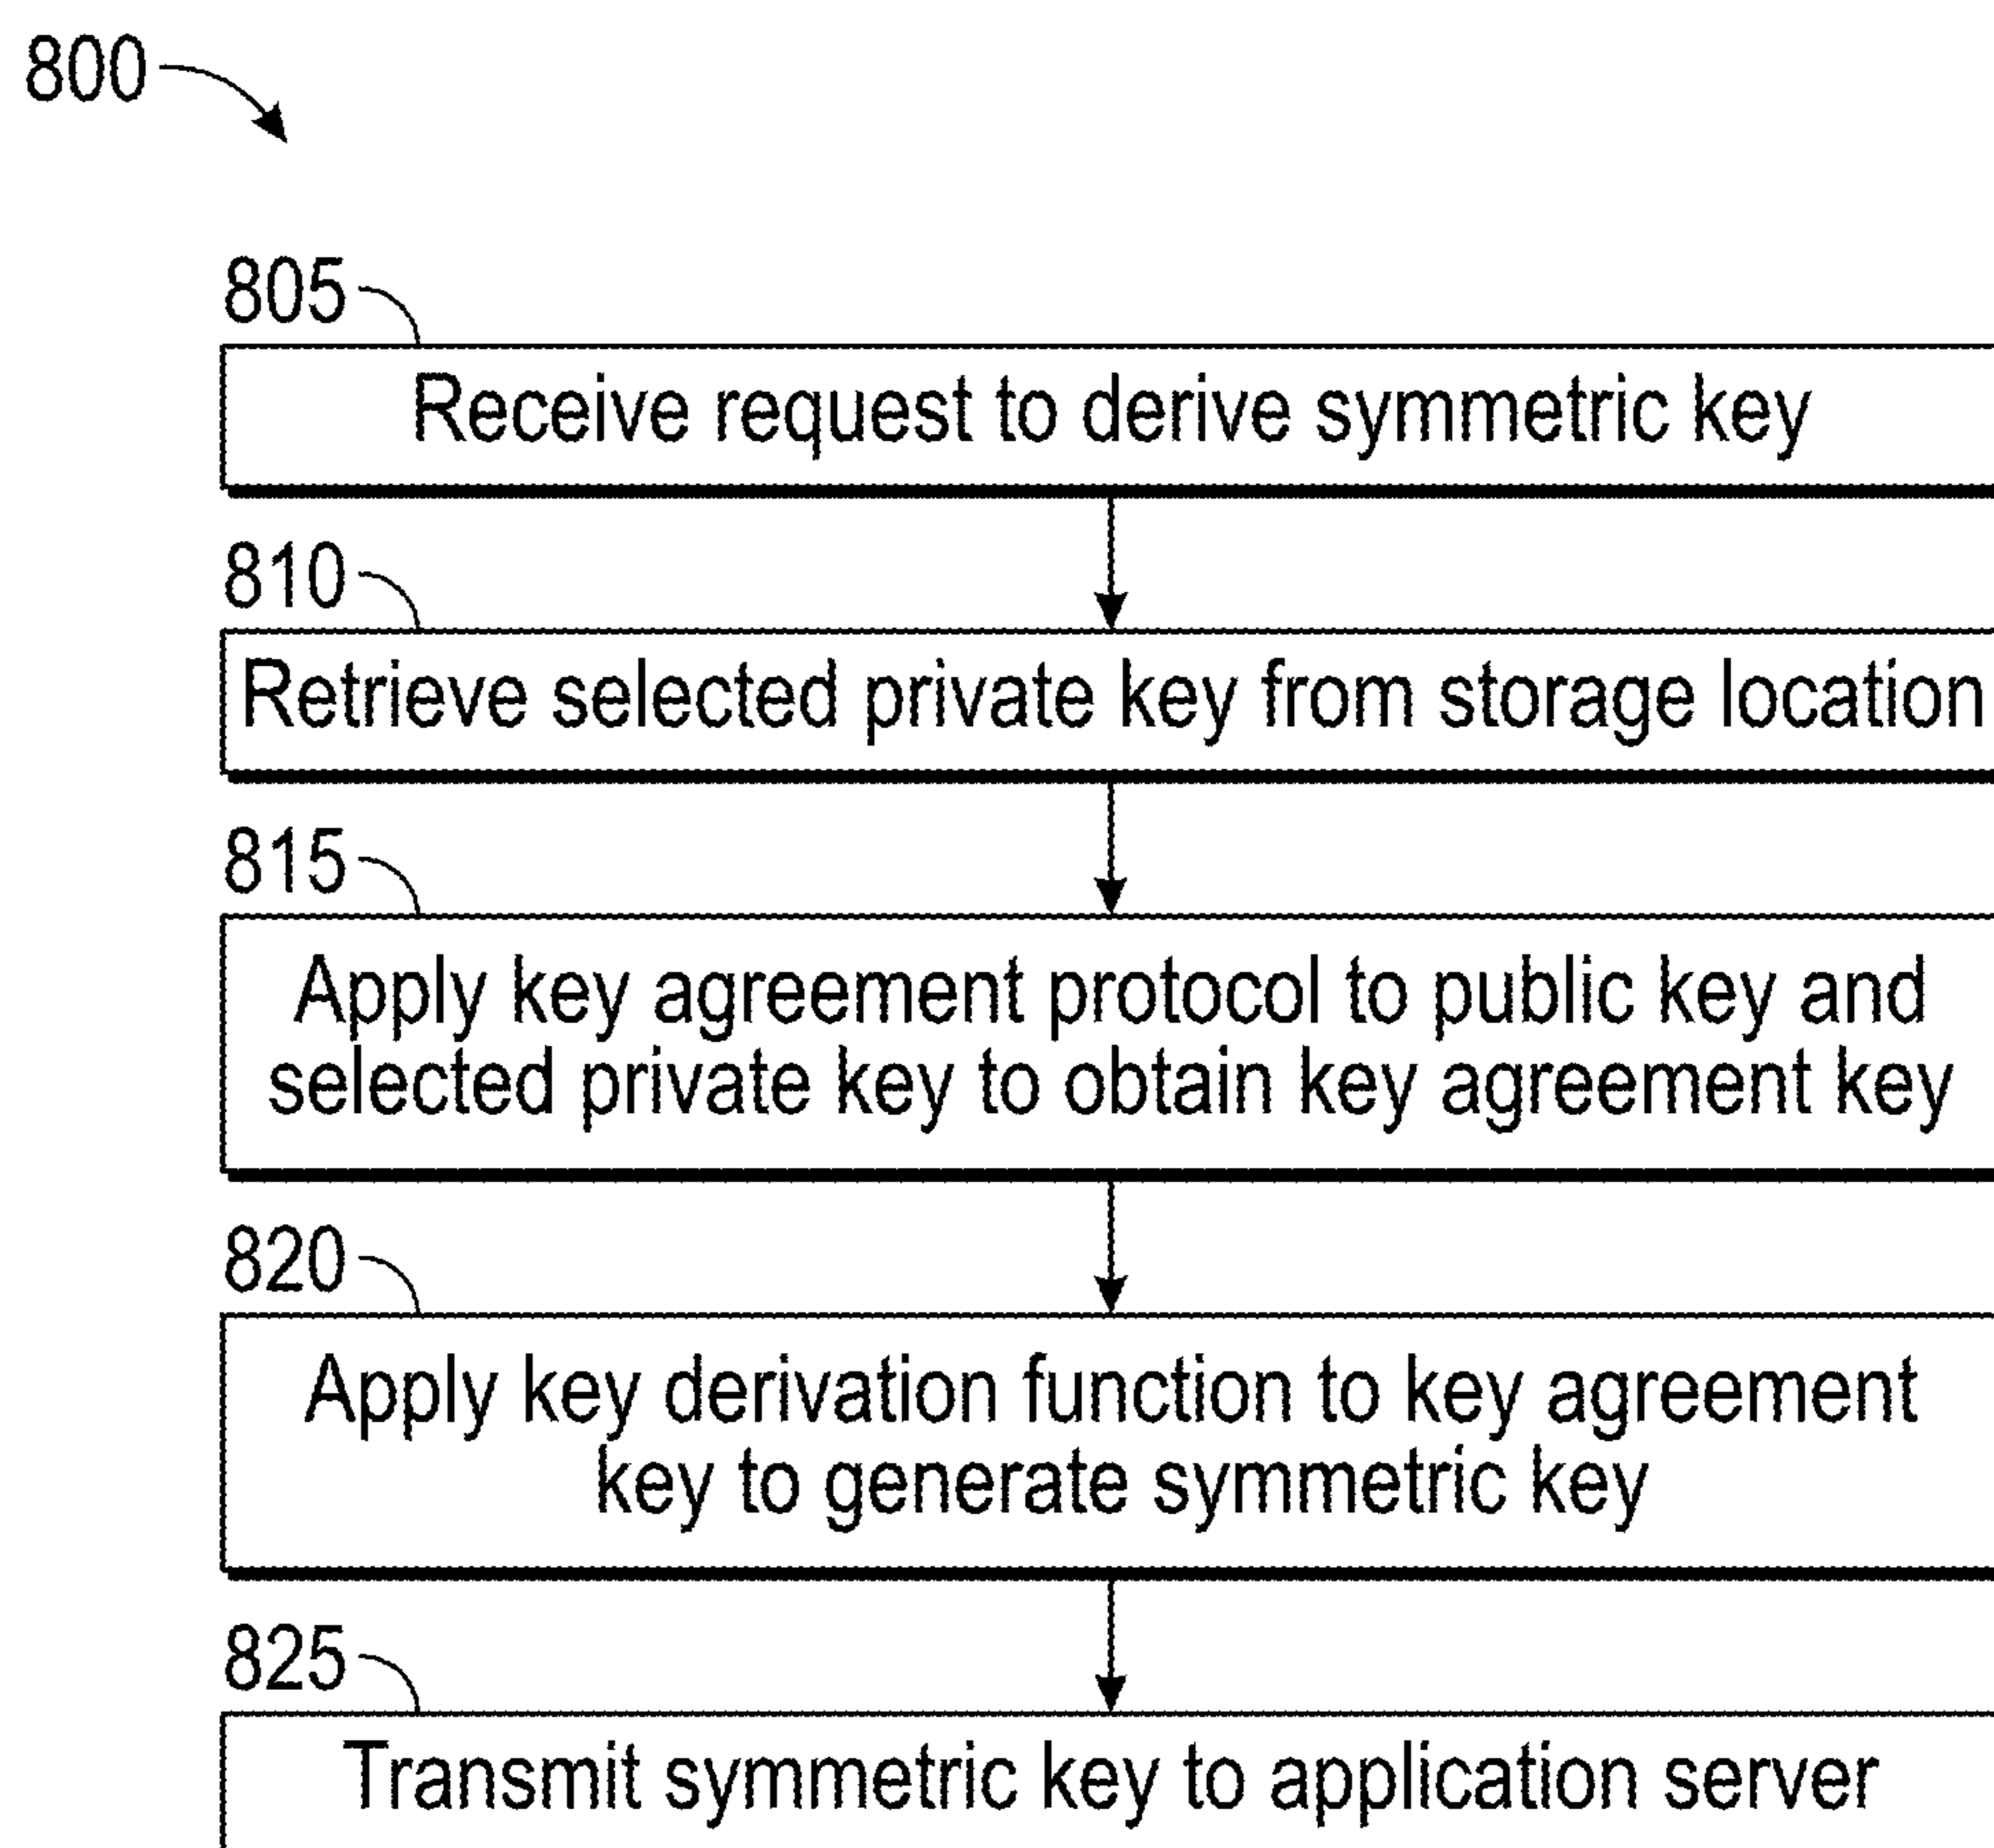 800
805
Receive request to derive symmetric key
810
Retrieve selected private key from storage location
815
Apply key agreement protocol to public key and
selected private key to obtain key agreement key
820
Apply key derivation function to key agreement
key to generate symmetric key
825
Transmit symmetric key to application server